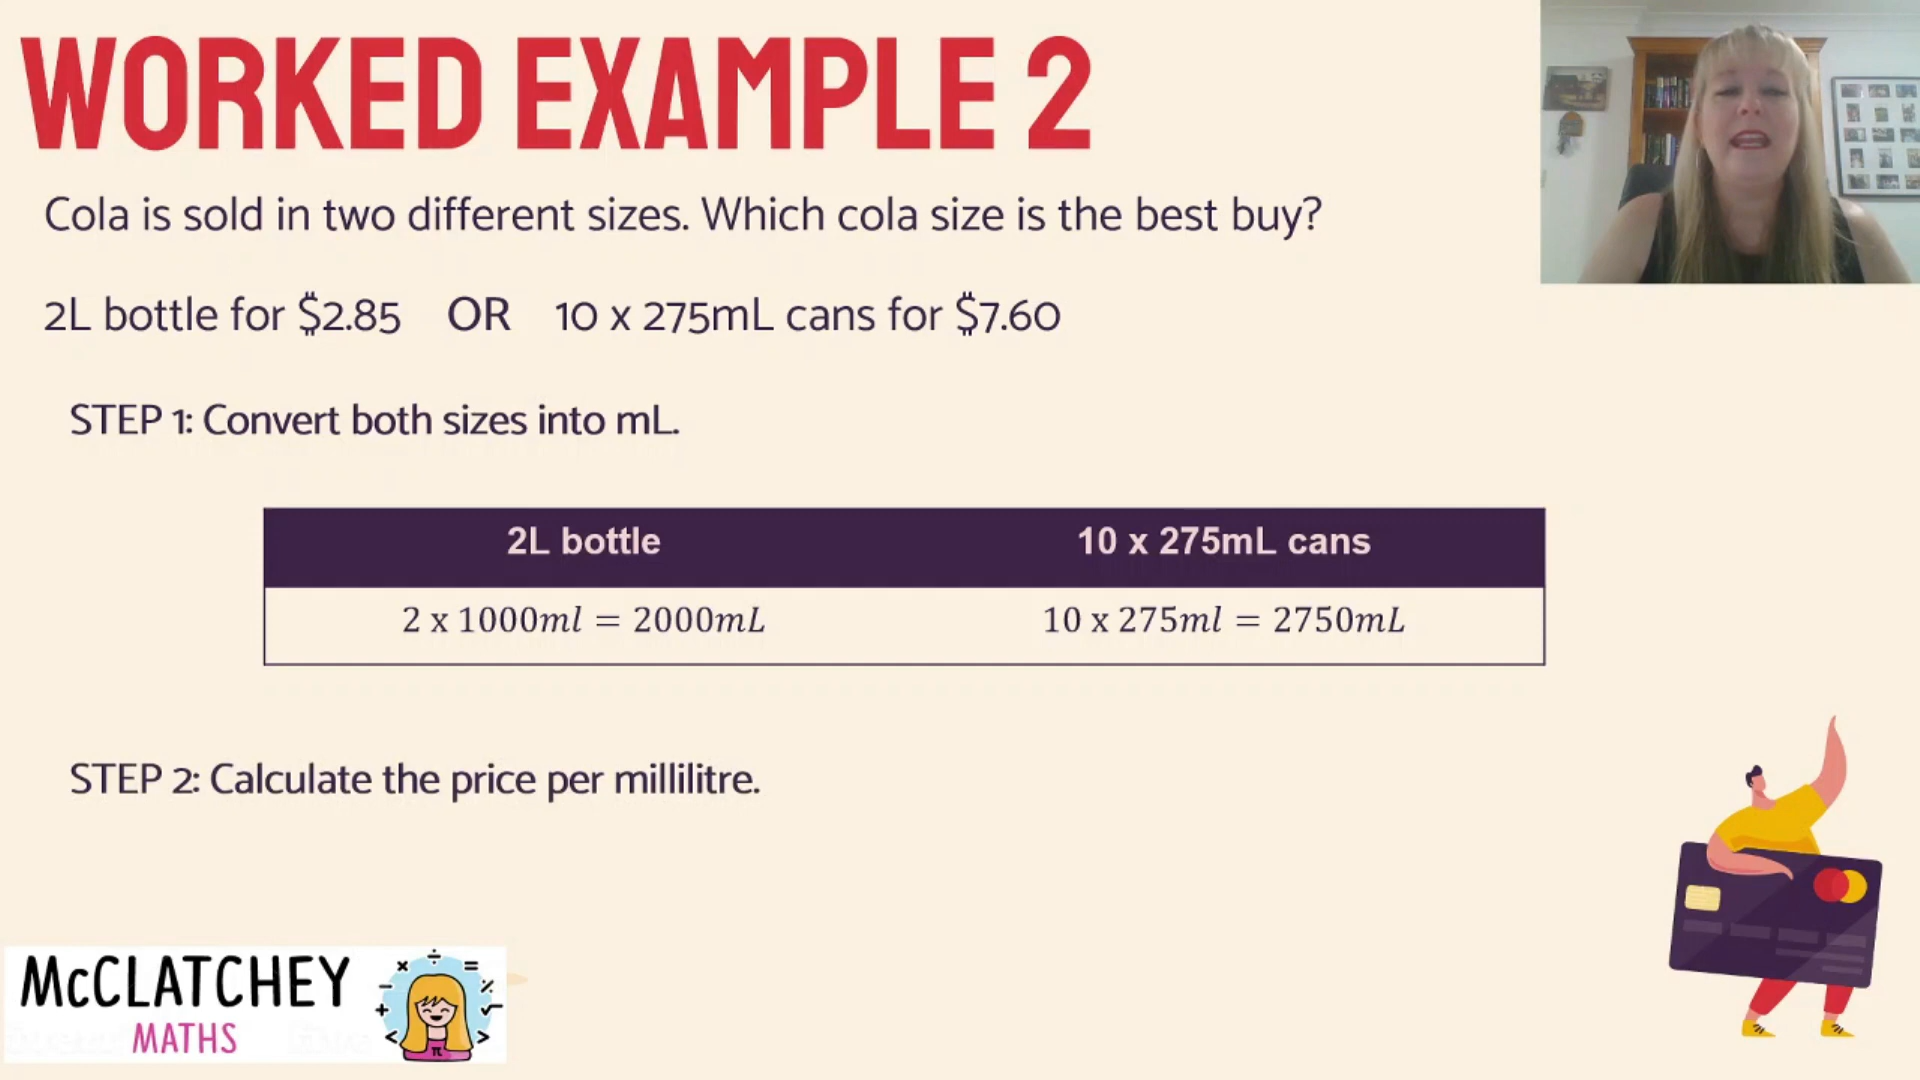 WORKED EXAMPLE 2
Cola is sold in two different sizes. Which cola size is the best buy?
2L bottle for $2.85 OR 10 x 275mL cans for $7.60
STEP 1: Convert both sizes into mL.
2L bottle 10 x 275mL cans
2 x 1000ml = 2000mL 10 x 275ml = 2750mL
STEP 2: Calculate the price per millilitre.
McCLATCHEY
MATHS